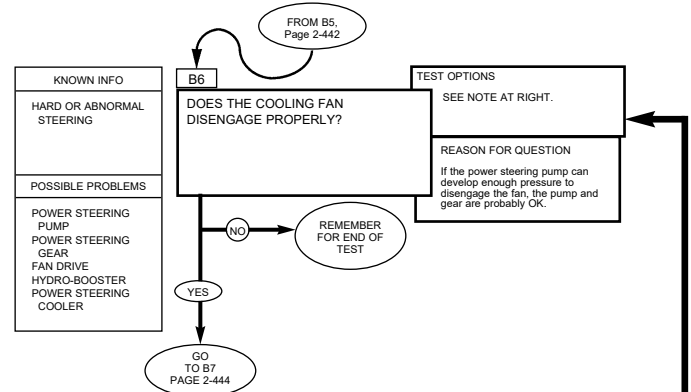 FROM B5,
Page 2-442
KNOWN INFO
HARD OR ABNORMAL
STEERING
POSSIBLE PROBLEMS
POWER STEERING
PUMP
POWER STEERING
GEAR
FAN DRIVE
HYDRO-BOOSTER
POWER STEERING
COOLER
B6
DOES THE COOLING FAN
DISENGAGE PROPERLY?
TEST OPTIONS
SEE NOTE AT RIGHT.
REASON FOR QUESTION
If the power steering pump can
develop enough pressure to
disengage the fan, the pump and
gear are probably OK.
NO
REMEMBER
FOR END OF
TEST
YES
GO
TO B7
PAGE 2-444